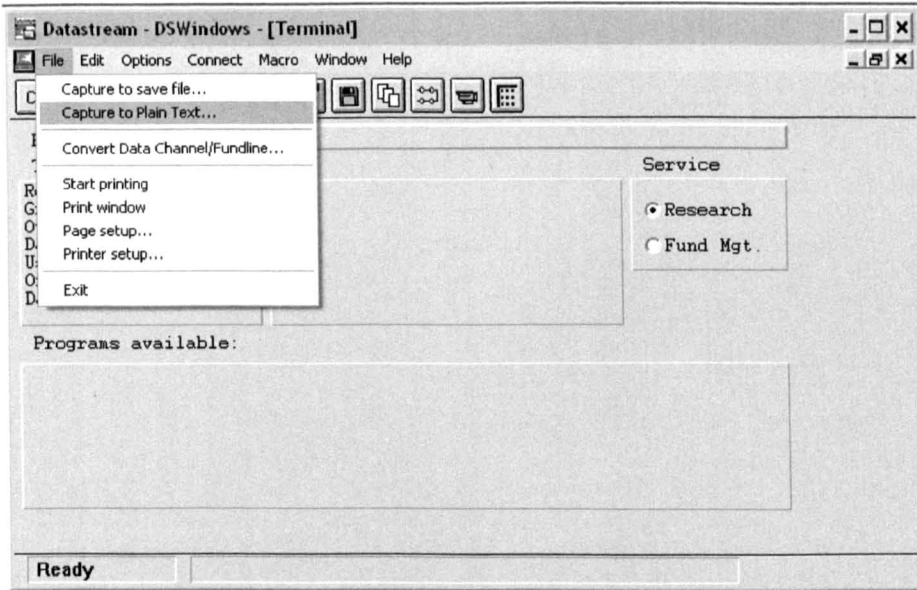 Datastream - DSWindows - [Terminal]
File Edit Options Connect Macro Window Help
Capture to save file...
Capture to Plain Text...
Convert Data Channel/Fundline...
Start printing
Print window
Page setup...
Printer setup...
Exit
Service
Research
Fund Mgt.
Programs available:
Ready